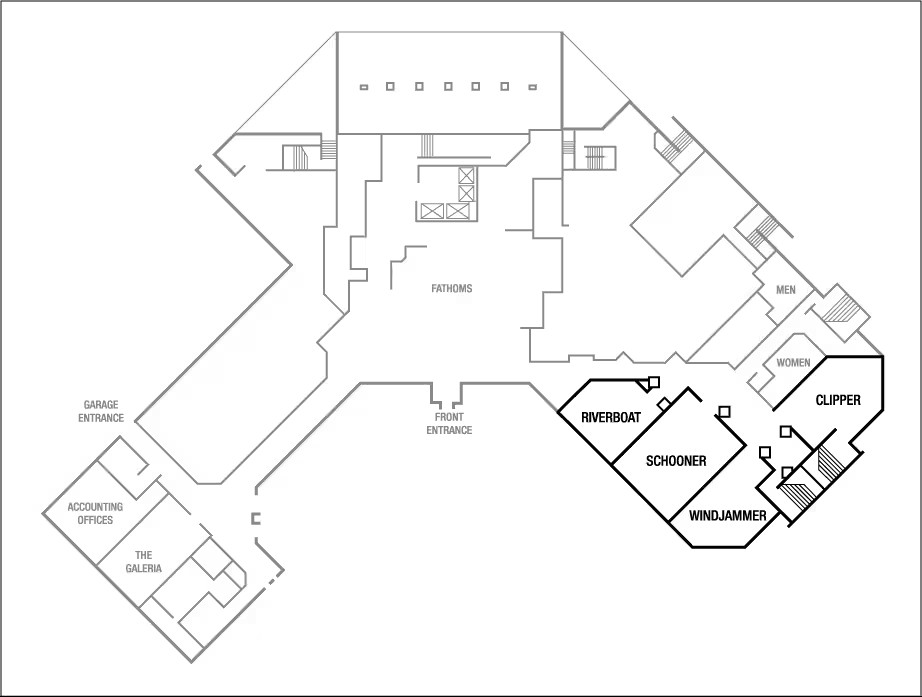 FATHOMS
MEN
WOMEN
CLIPPER
GARAGE
ENTRANCE
FRONT
ENTRANCE
RIVERBOAT
SCHOONER
WINDJAMMER
ACCOUNTING
OFFICES
THE
GALERIA